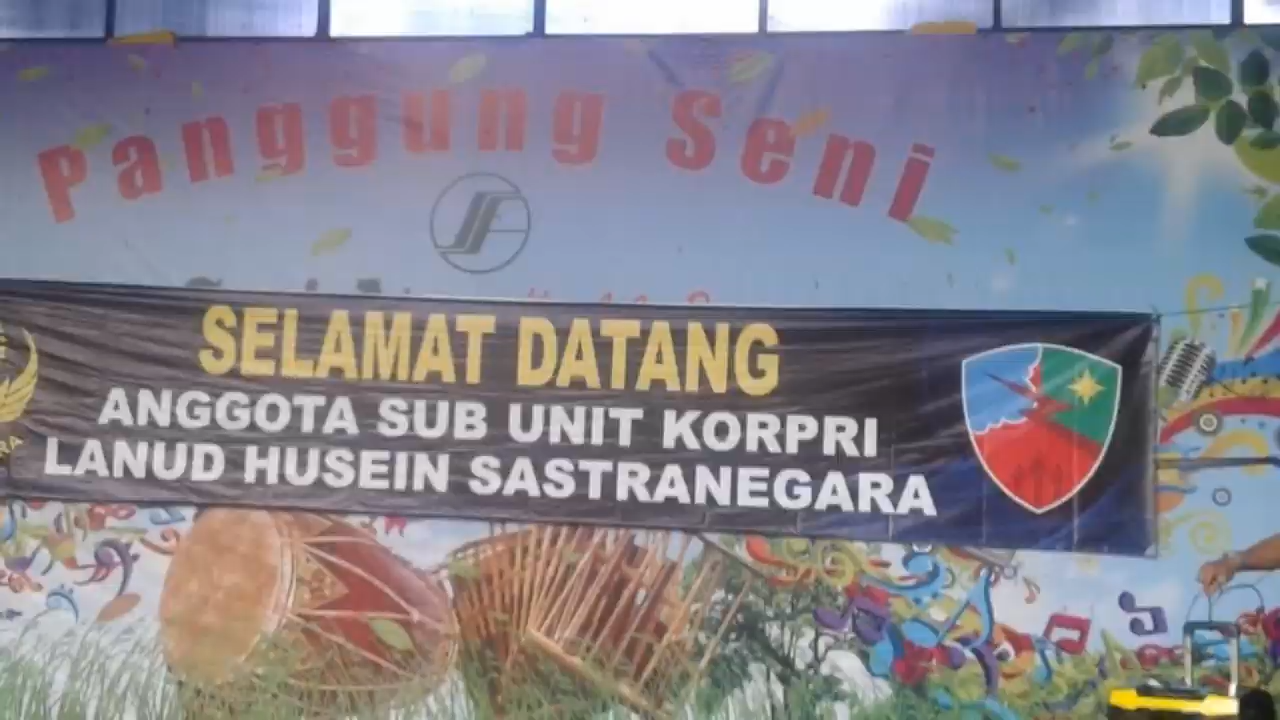 Panggung Seni
SELAMAT DATANG
ANGGOTA SUB UNIT KORPRI
LANUD HUSEIN SASTRANEGARA